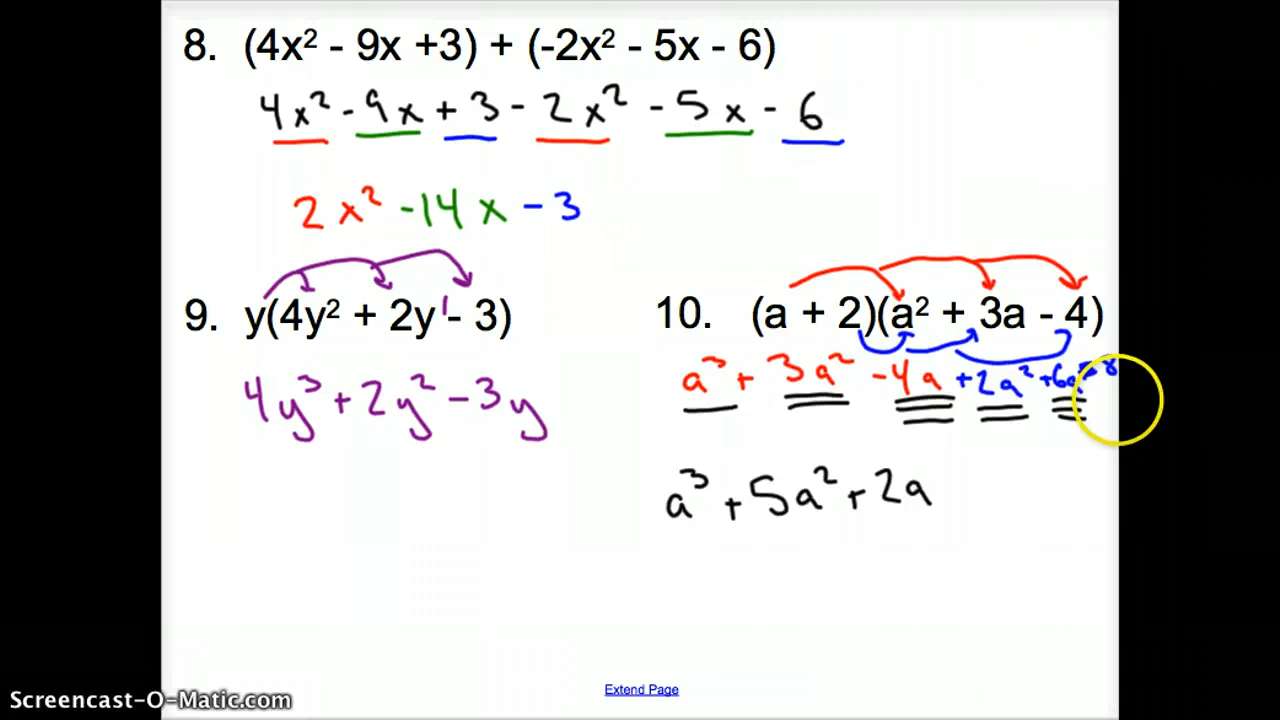 8. (4x² - 9x +3) + (-2x² - 5x - 6)
4x² - 9x + 3 - 2x² - 5x - 6
2x² - 14x - 3
9. y(4y² + 2y - 3)
4y³ + 2y² - 3y
10. (a + 2)(a² + 3a - 4)
a³ + 3a² - 4a + 2a² + 6a - 8
a³ + 5a² + 2a
Extend Page
Screencast-O-Matic.com